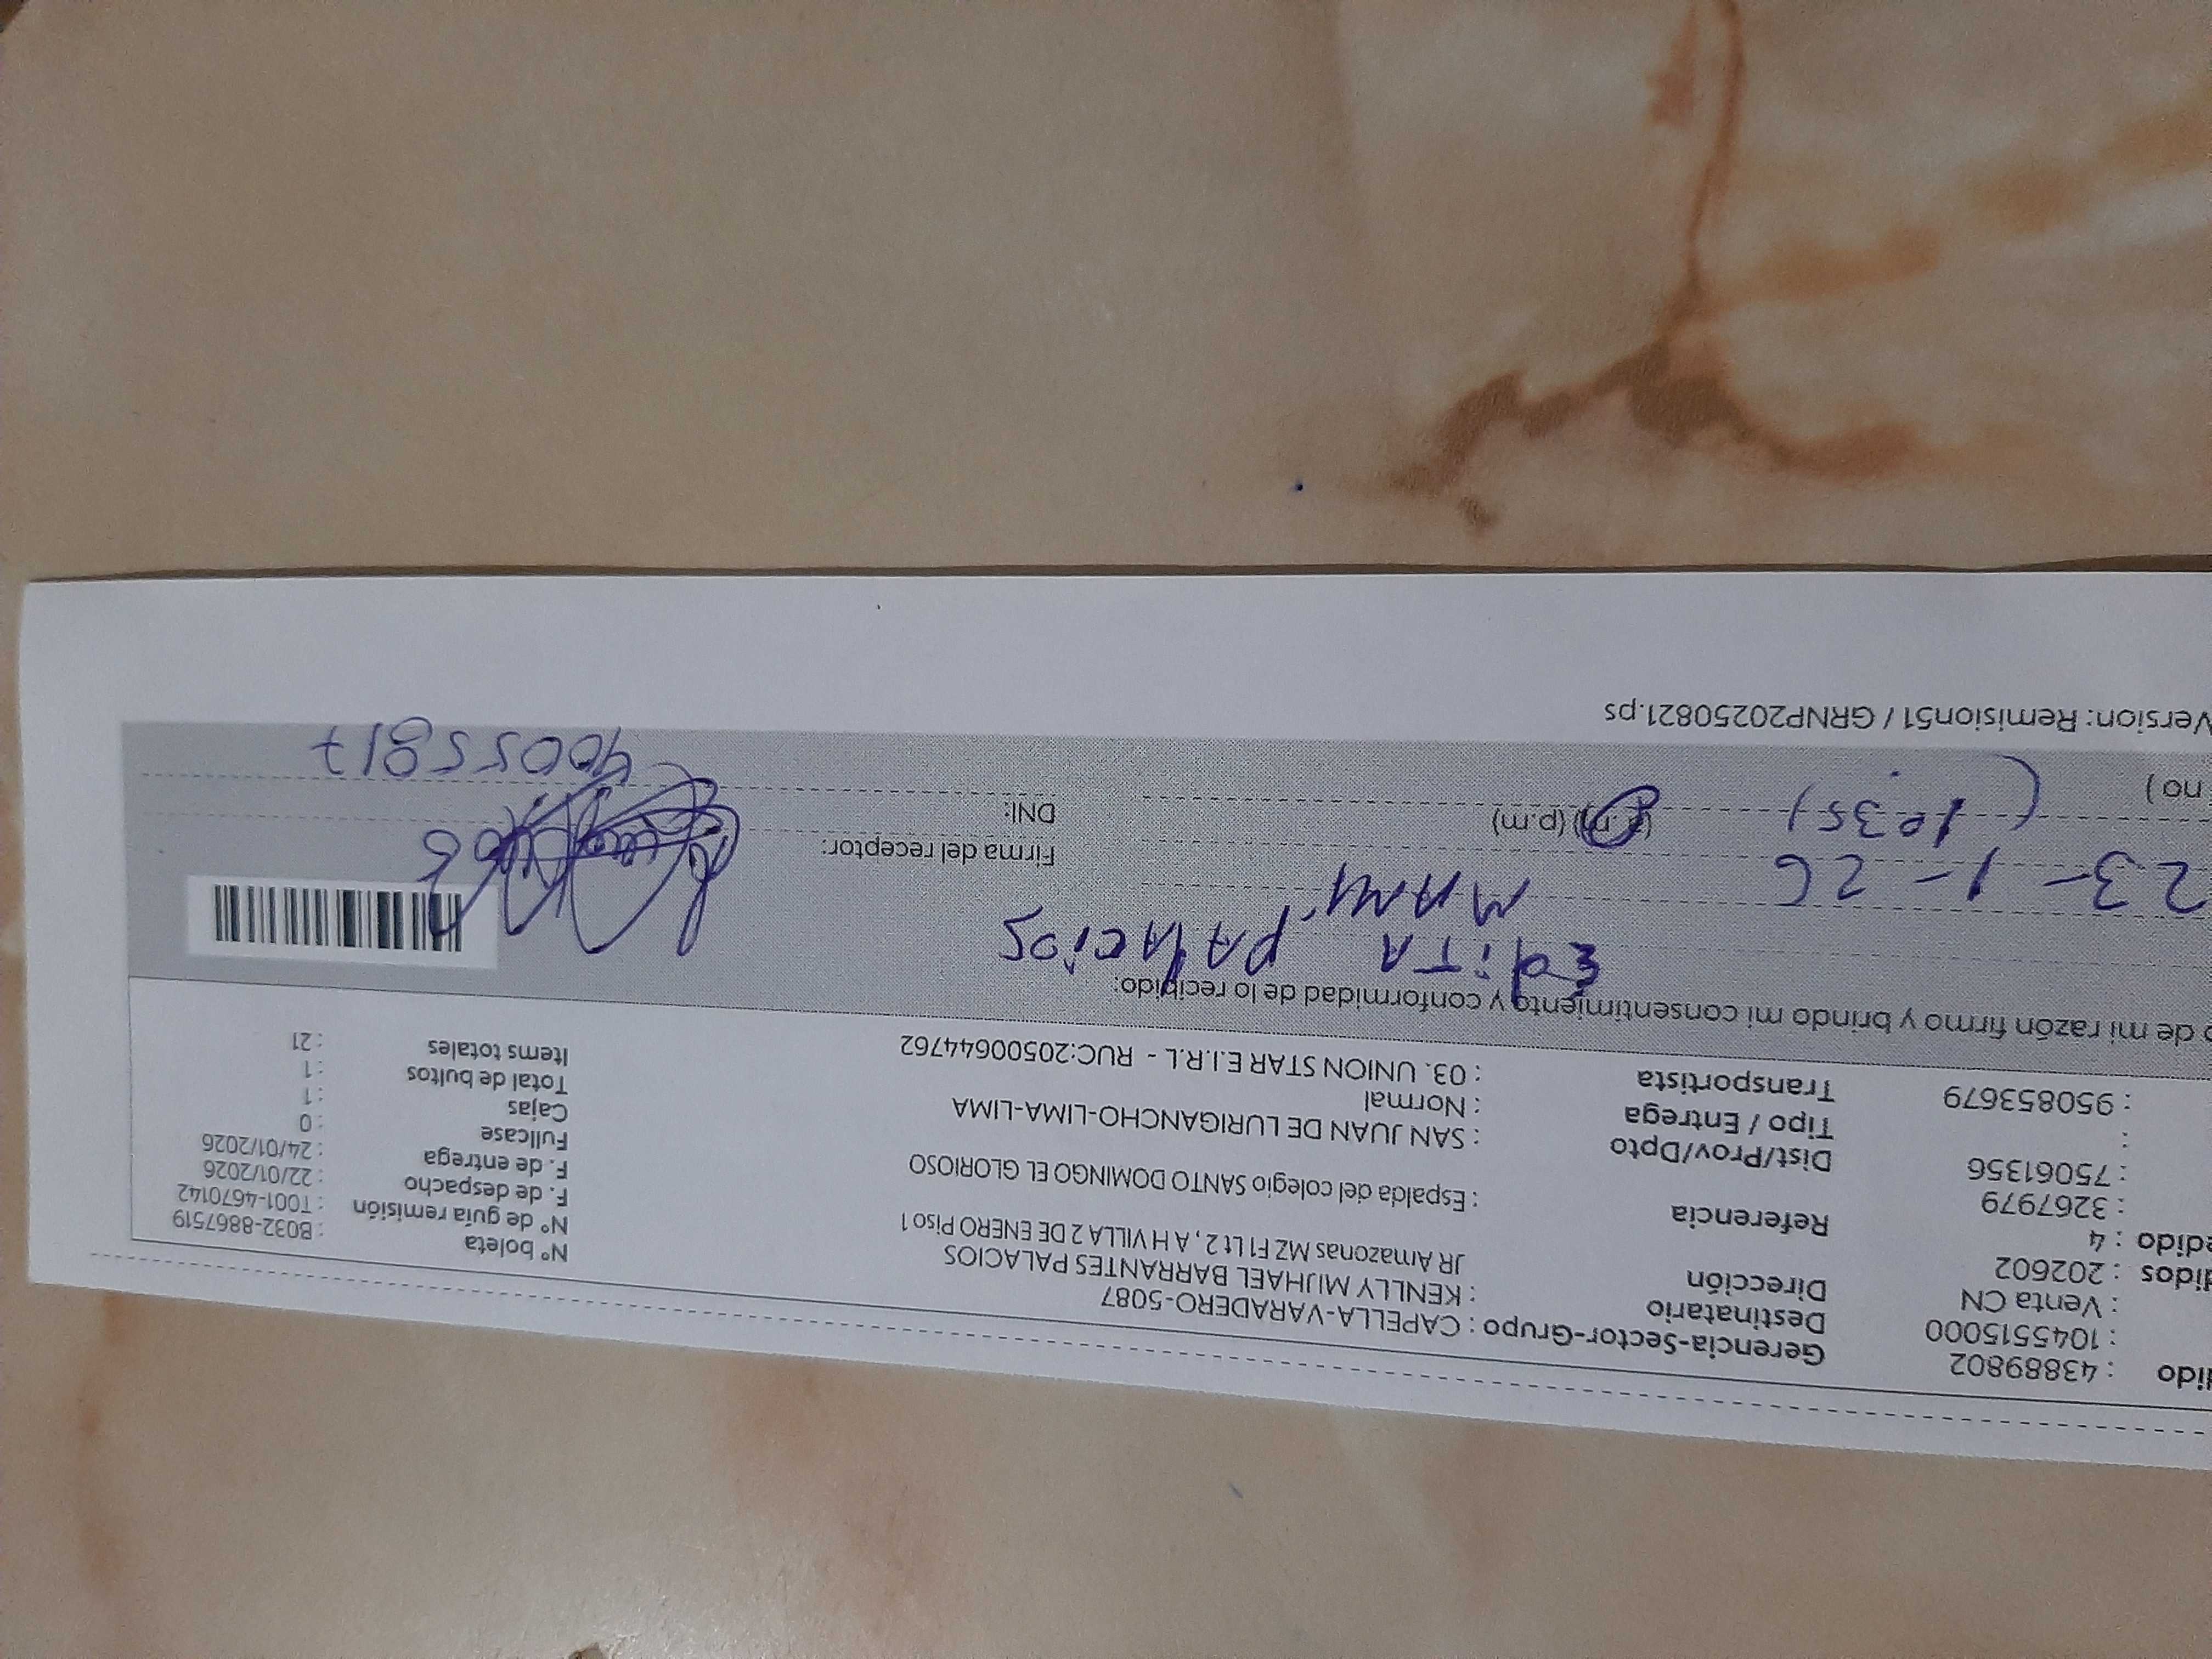 dido : 43889802 Gerencia-Sector-Grupo : CAPELLA-VARADERO-5087
: 1045515000 Destinatario : KENLLY MIJHAEL BARRANTES PALACIOS
: Venta CN Dirección JR Amazonas MZ F1 Lt 2 , A H VILLA 2 DE ENERO Piso 1
didos : 202602
edido : 4 Referencia : Espalda del colegio SANTO DOMINGO EL GLORIOSO
: 3267979
: 75061356 Dist/Prov/Dpto : SAN JUAN DE LURIGANCHO-LIMA-LIMA
: Tipo / Entrega : Normal
: 950853679 Transportista : 03. UNION STAR E.I.R.L - RUC:20500644762
Nº boleta : B032-8867519
Nº de guía remisión : T001-4670142
F. de despacho : 22/01/2026
F. de entrega : 24/01/2026
Fullcase : 0
Cajas : 1
Total de bultos : 1
Items totales : 21
de mi razón firmo y brindo mi consentimiento y conformidad de lo recibido:
EdiTA PALACIOS
MAMÁ
23-1-26
(1:35) (a.m) (p.m)
no )
Firma del receptor:
DNI:
40055817
Version: Remision51 / GRNP20250821.ps